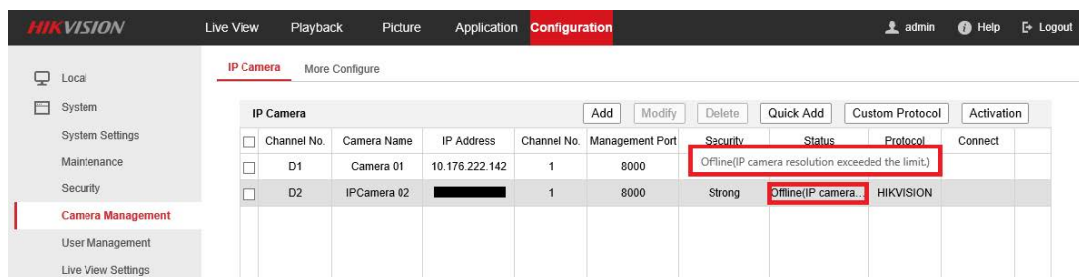 HIKVISION Live View Playback Picture Application Configuration admin Help Logout
IP Camera More Configure
Local
System
System Settings
Maintenance
Security
Camera Management
User Management
Live View Settings
IP Camera Add Modify Delete Quick Add Custom Protocol Activation
Channel No. Camera Name IP Address Channel No. Management Port Security Status Protocol Connect
D1 Camera 01 10.176.222.142 1 8000
Offline(IP camera resolution exceeded the limit.)
D2 IPCamera 02 1 8000 Strong Offline(IP camera... HIKVISION